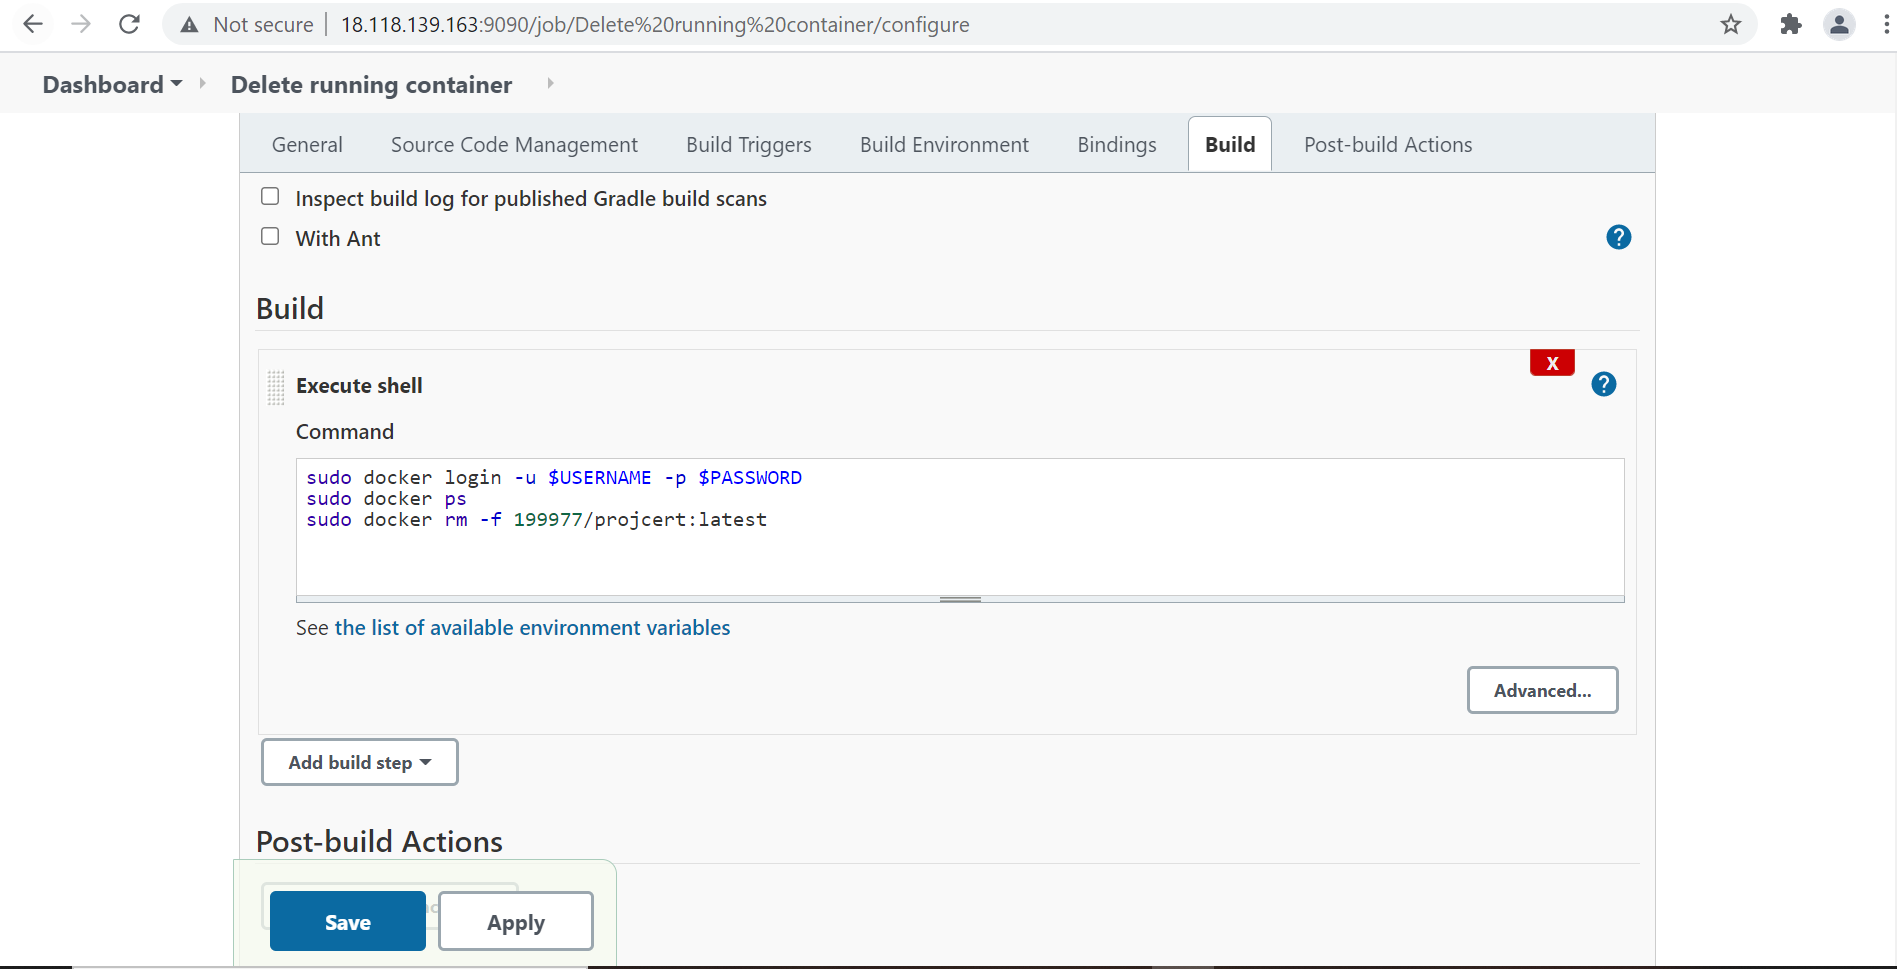 Not secure | 18.118.139.163:9090/job/Delete%20running%20container/configure
Dashboard Delete running container
General Source Code Management Build Triggers Build Environment Bindings Build Post-build Actions
Inspect build log for published Gradle build scans
With Ant
?
Build
X
Execute shell
?
Command
sudo docker login -u $USERNAME -p $PASSWORD
sudo docker ps
sudo docker rm -f 199977/projcert:latest
See the list of available environment variables
Advanced...
Add build step
Post-build Actions
Save Apply